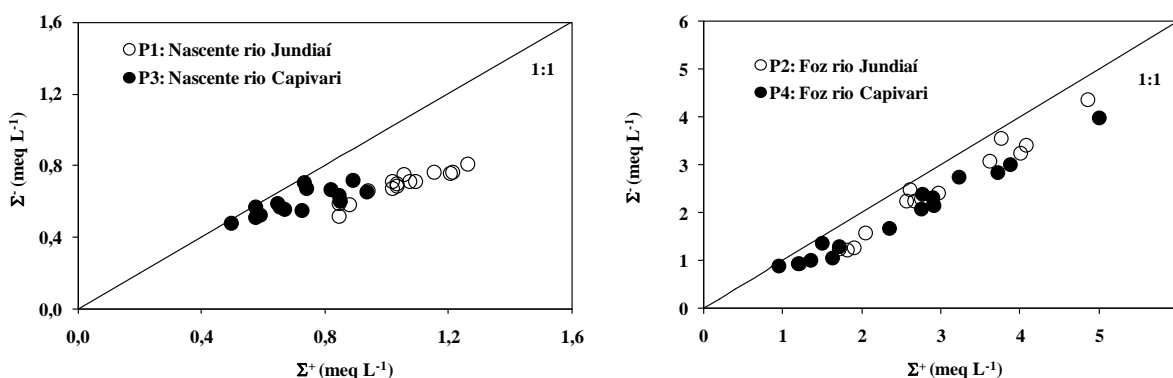 1,6
1,2
0,8
0,4
0,0
Σ⁻ (meq L⁻¹)
P1: Nascente rio Jundiaí
P3: Nascente rio Capivari
1:1
0,0 0,4 0,8 1,2 1,6
Σ⁺ (meq L⁻¹)
6
5
4
3
2
1
0
Σ⁻ (meq L⁻¹)
P2: Foz rio Jundiaí
P4: Foz rio Capivari
1:1
0 1 2 3 4 5
Σ⁺ (meq L⁻¹)